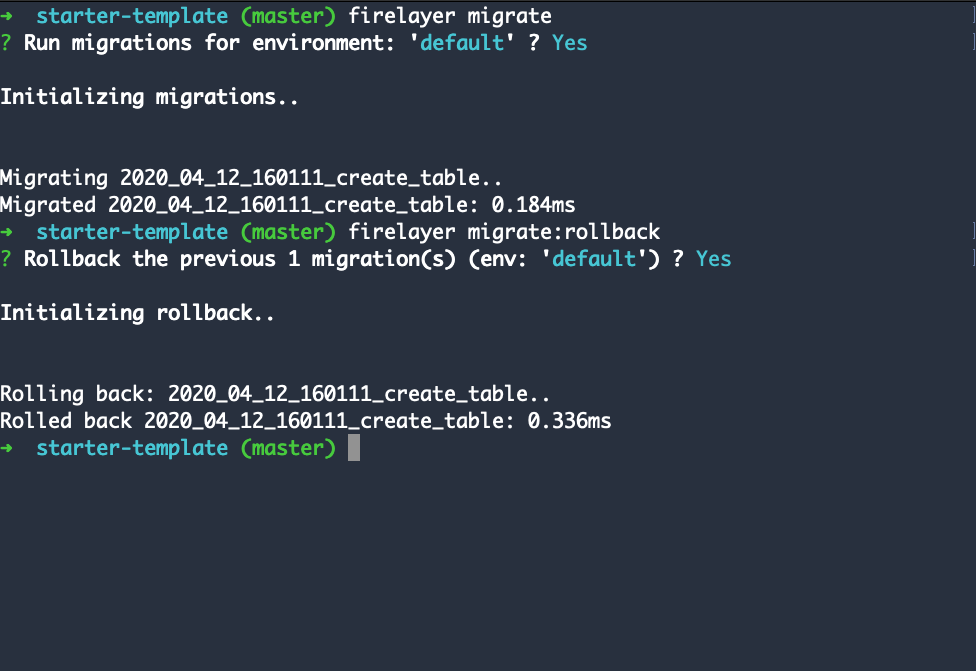 → starter-template (master) firelayer migrate
? Run migrations for environment: 'default' ? Yes
Initializing migrations..
Migrating 2020_04_12_160111_create_table..
Migrated 2020_04_12_160111_create_table: 0.184ms
→ starter-template (master) firelayer migrate:rollback
? Rollback the previous 1 migration(s) (env: 'default') ? Yes
Initializing rollback..
Rolling back: 2020_04_12_160111_create_table..
Rolled back 2020_04_12_160111_create_table: 0.336ms
→ starter-template (master)